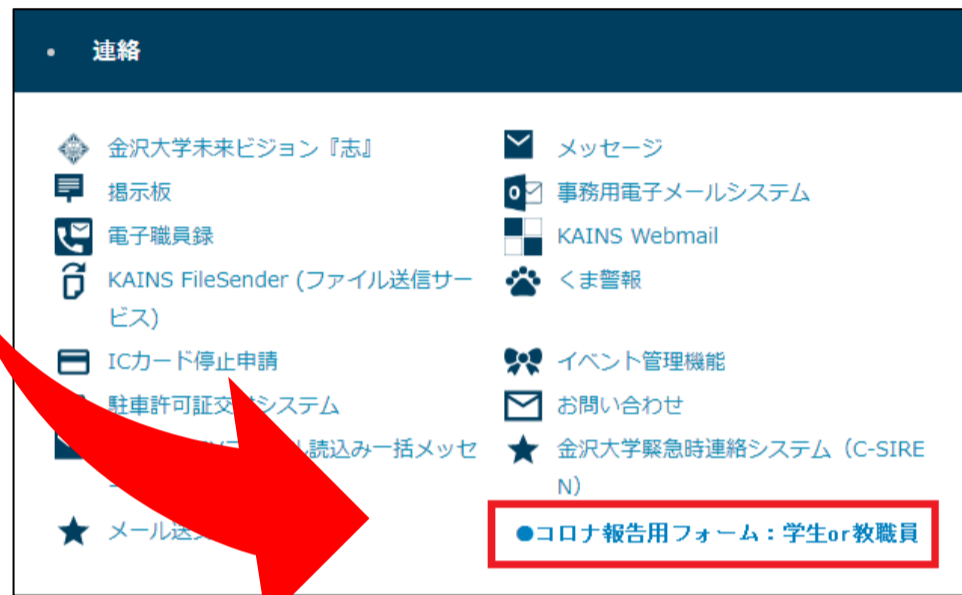 連絡
金沢大学未来ビジョン『志』
メッセージ
掲示板
事務用電子メールシステム
電子職員録
KAINS Webmail
KAINS FileSender (ファイル送信サー
ビス)
くま警報
ICカード停止申請
イベント管理機能
駐車許可証交 システム
お問い合わせ
読込み一括メッセ
金沢大学緊急時連絡システム（C-SIRE
N）
メール送
●コロナ報告用フォーム：学生or教職員